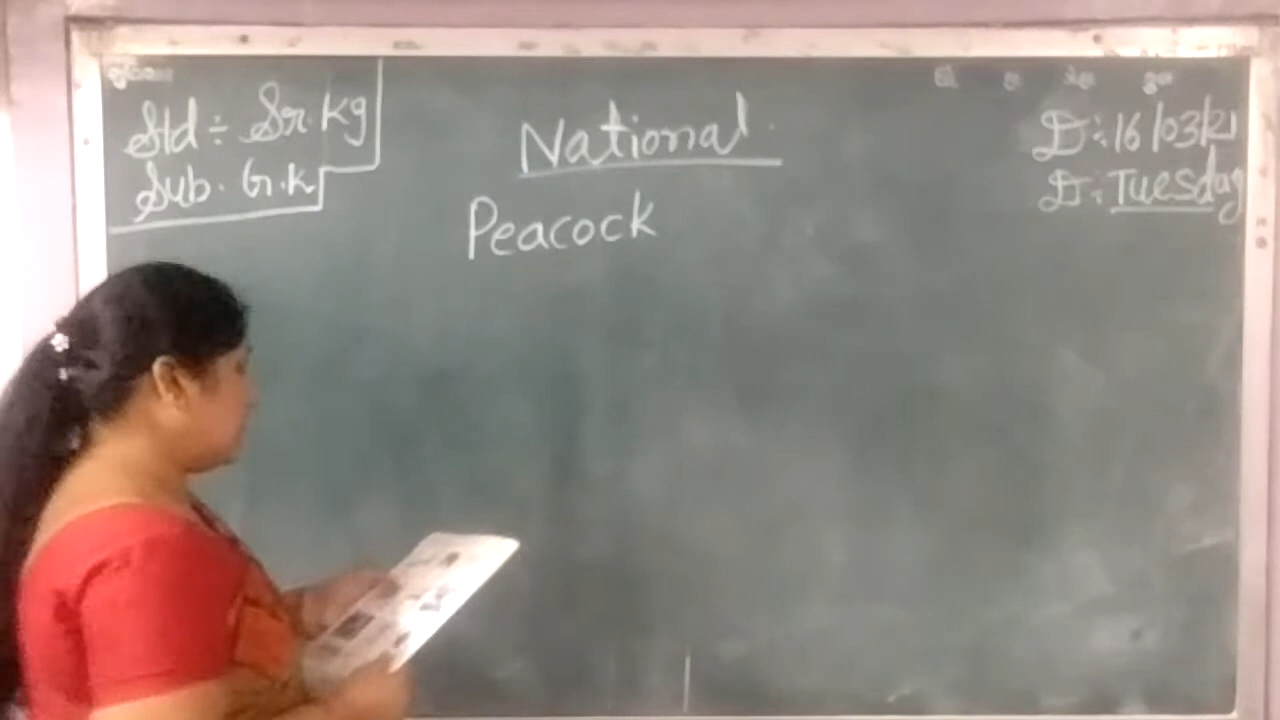 Std ÷ Sr. Kg
Sub. G.K
National
Peacock
D :- 16/03/21
D : Tuesday